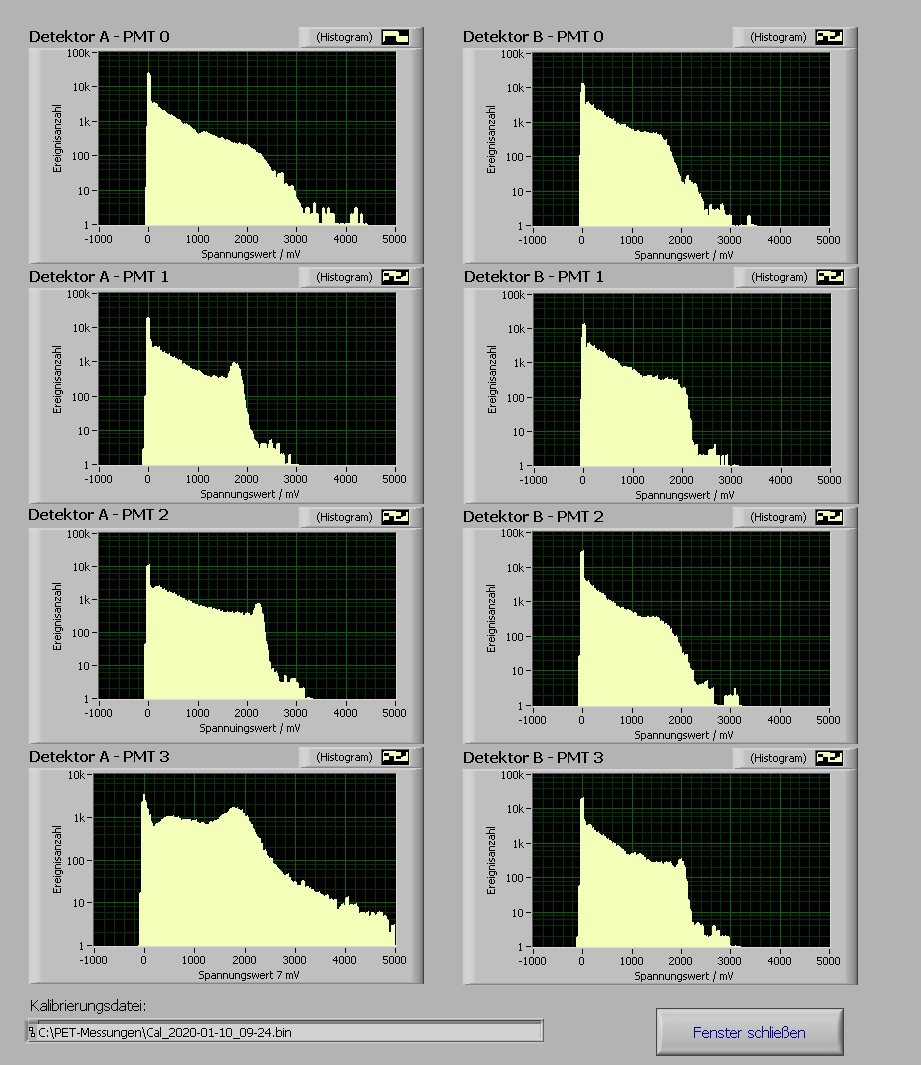 Detektor A - PMT 0
(Histogram)
Ereignisanzahl
100k
10k
1k
100
10
1
-1000 0 1000 2000 3000 4000 5000
Spannungswert / mV
Detektor B - PMT 0
(Histogram)
Ereignisanzahl
100k
10k
1k
100
10
1
-1000 0 1000 2000 3000 4000 5000
Spannungswert / mV
Detektor A - PMT 1
(Histogram)
Ereignisanzahl
100k
10k
1k
100
10
1
-1000 0 1000 2000 3000 4000 5000
Spannungswert / mV
Detektor B - PMT 1
(Histogram)
Ereignisanzahl
100k
10k
1k
100
10
1
-1000 0 1000 2000 3000 4000 5000
Spannungswert / mV
Detektor A - PMT 2
(Histogram)
Ereignisanzahl
100k
10k
1k
100
10
1
-1000 0 1000 2000 3000 4000 5000
Spannuingswert / mV
Detektor B - PMT 2
(Histogram)
Ereignisanzahl
100k
10k
1k
100
10
1
-1000 0 1000 2000 3000 4000 5000
Spannungswert / mV
Detektor A - PMT 3
(Histogram)
Ereignisanzahl
10k
1k
100
10
1
-1000 0 1000 2000 3000 4000 5000
Spannungswert 7 mV
Detektor B - PMT 3
(Histogram)
Ereignisanzahl
100k
10k
1k
100
10
1
-1000 0 1000 2000 3000 4000 5000
Spannungswert / mV
Kalibrierungsdatei:
C:\PET-Messungen\Cal_2020-01-10_09-24.bin
Fenster schließen